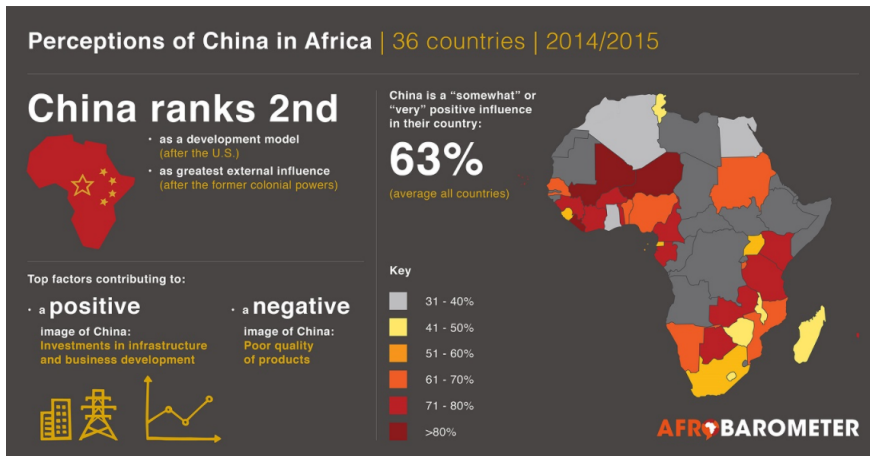 Perceptions of China in Africa | 36 countries | 2014/2015
China ranks 2nd
· as a development model
(after the U.S.)
· as greatest external influence
(after the former colonial powers)
Top factors contributing to:
· a positive
image of China:
Investments in infrastructure
and business development
· a negative
image of China:
Poor quality
of products
China is a “somewhat” or
“very” positive influence
in their country:
63%
(average all countries)
Key
31 - 40%
41 - 50%
51 - 60%
61 - 70%
71 - 80%
>80%
AFROBAROMETER